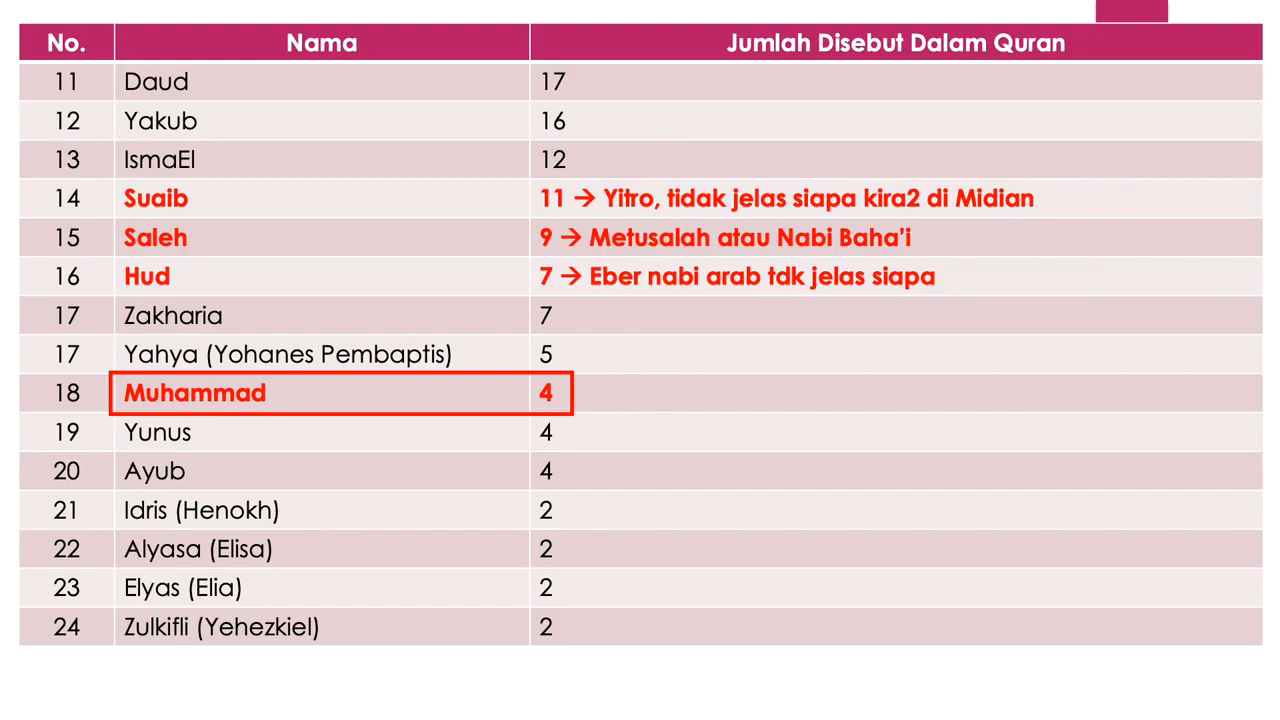 No. Nama Jumlah Disebut Dalam Quran
11 Daud 17
12 Yakub 16
13 IsmaEl 12
14 Suaib 11 → Yitro, tidak jelas siapa kira2 di Midian
15 Saleh 9 → Metusalah atau Nabi Baha’i
16 Hud 7 → Eber nabi arab tdk jelas siapa
17 Zakharia 7
17 Yahya (Yohanes Pembaptis) 5
18 Muhammad 4
19 Yunus 4
20 Ayub 4
21 Idris (Henokh) 2
22 Alyasa (Elisa) 2
23 Elyas (Elia) 2
24 Zulkifli (Yehezkiel) 2